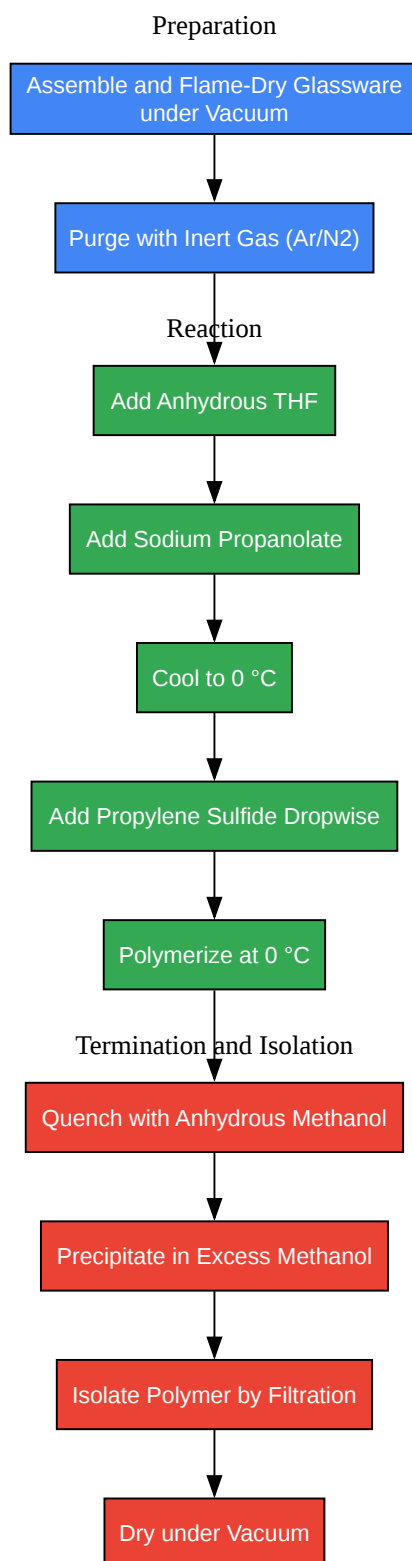 Preparation
Assemble and Flame-Dry Glassware
under Vacuum
Purge with Inert Gas (Ar/N2)
Reaction
Add Anhydrous THF
Add Sodium Propanolate
Cool to 0 °C
Add Propylene Sulfide Dropwise
Polymerize at 0 °C
Termination and Isolation
Quench with Anhydrous Methanol
Precipitate in Excess Methanol
Isolate Polymer by Filtration
Dry under Vacuum